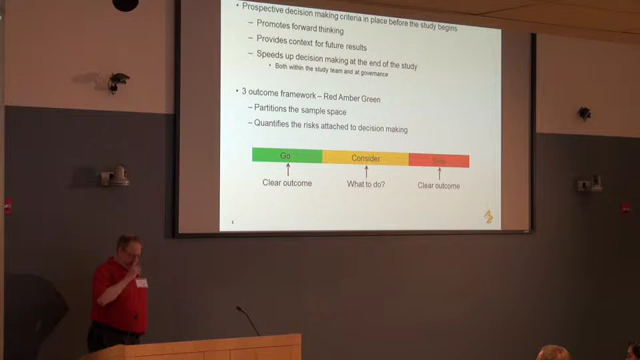 • Prospective decision making criteria in place before the study begins
– Promotes forward thinking
– Provides context for future results
– Speeds up decision making at the end of the study
• Both within the study team and at governance
• 3 outcome framework – Red Amber Green
– Partitions the sample space
– Quantifies the risks attached to decision making
Go Consider Stop
Clear outcome What to do? Clear outcome